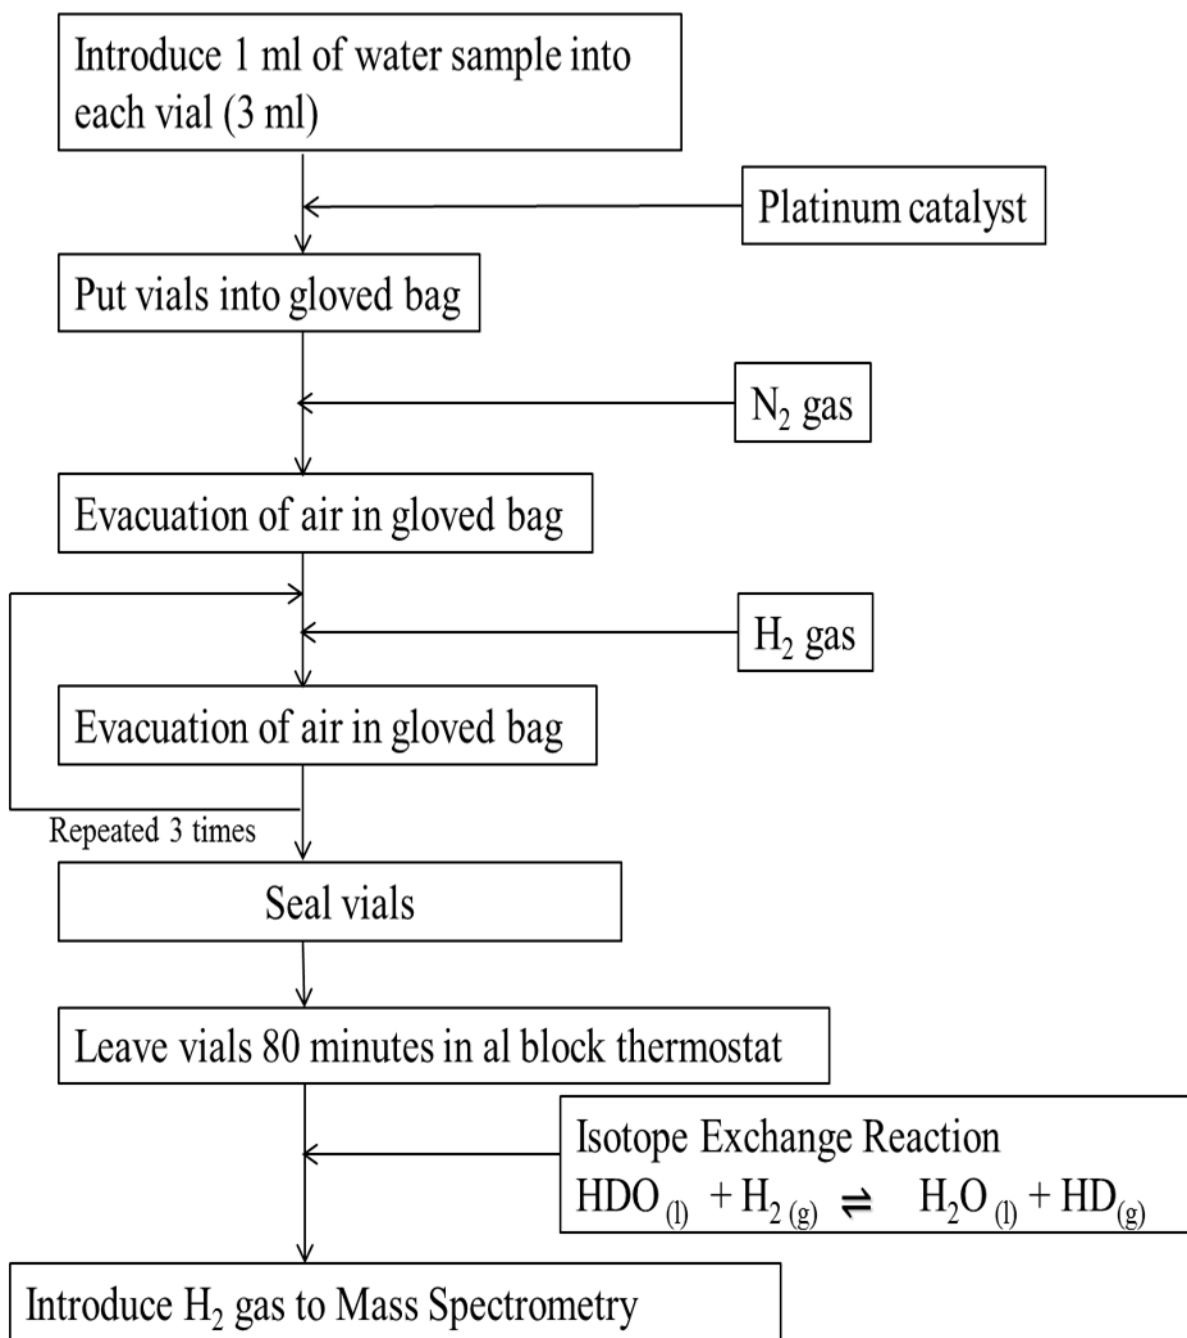 Introduce 1 ml of water sample into
each vial (3 ml)
Platinum catalyst
Put vials into gloved bag
N₂ gas
Evacuation of air in gloved bag
H₂ gas
Evacuation of air in gloved bag
Repeated 3 times
Seal vials
Leave vials 80 minutes in al block thermostat
Isotope Exchange Reaction
HDO (l) + H₂ (g) ⇌ H₂O (l) + HD(g)
Introduce H₂ gas to Mass Spectrometry